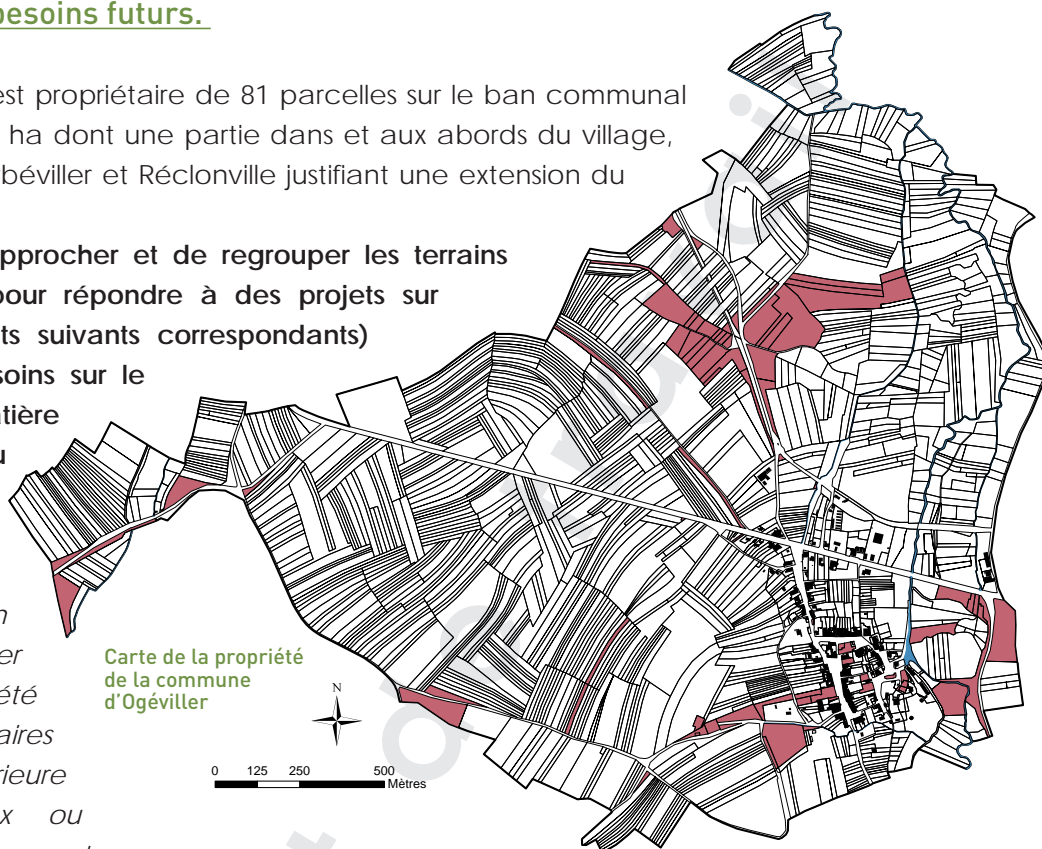 besoins futurs.
est propriétaire de 81 parcelles sur le ban communal
ha dont une partie dans et aux abords du village,
béviller et Réclonville justifiant une extension du
pprocher et de regrouper les terrains
pour répondre à des projets sur
ts suivants correspondants)
soins sur le
tière
u
n
er
été
aires
rieure
x ou
Carte de la propriété
de la commune
d'Ogéviller
N
0 125 250 500
Mètres